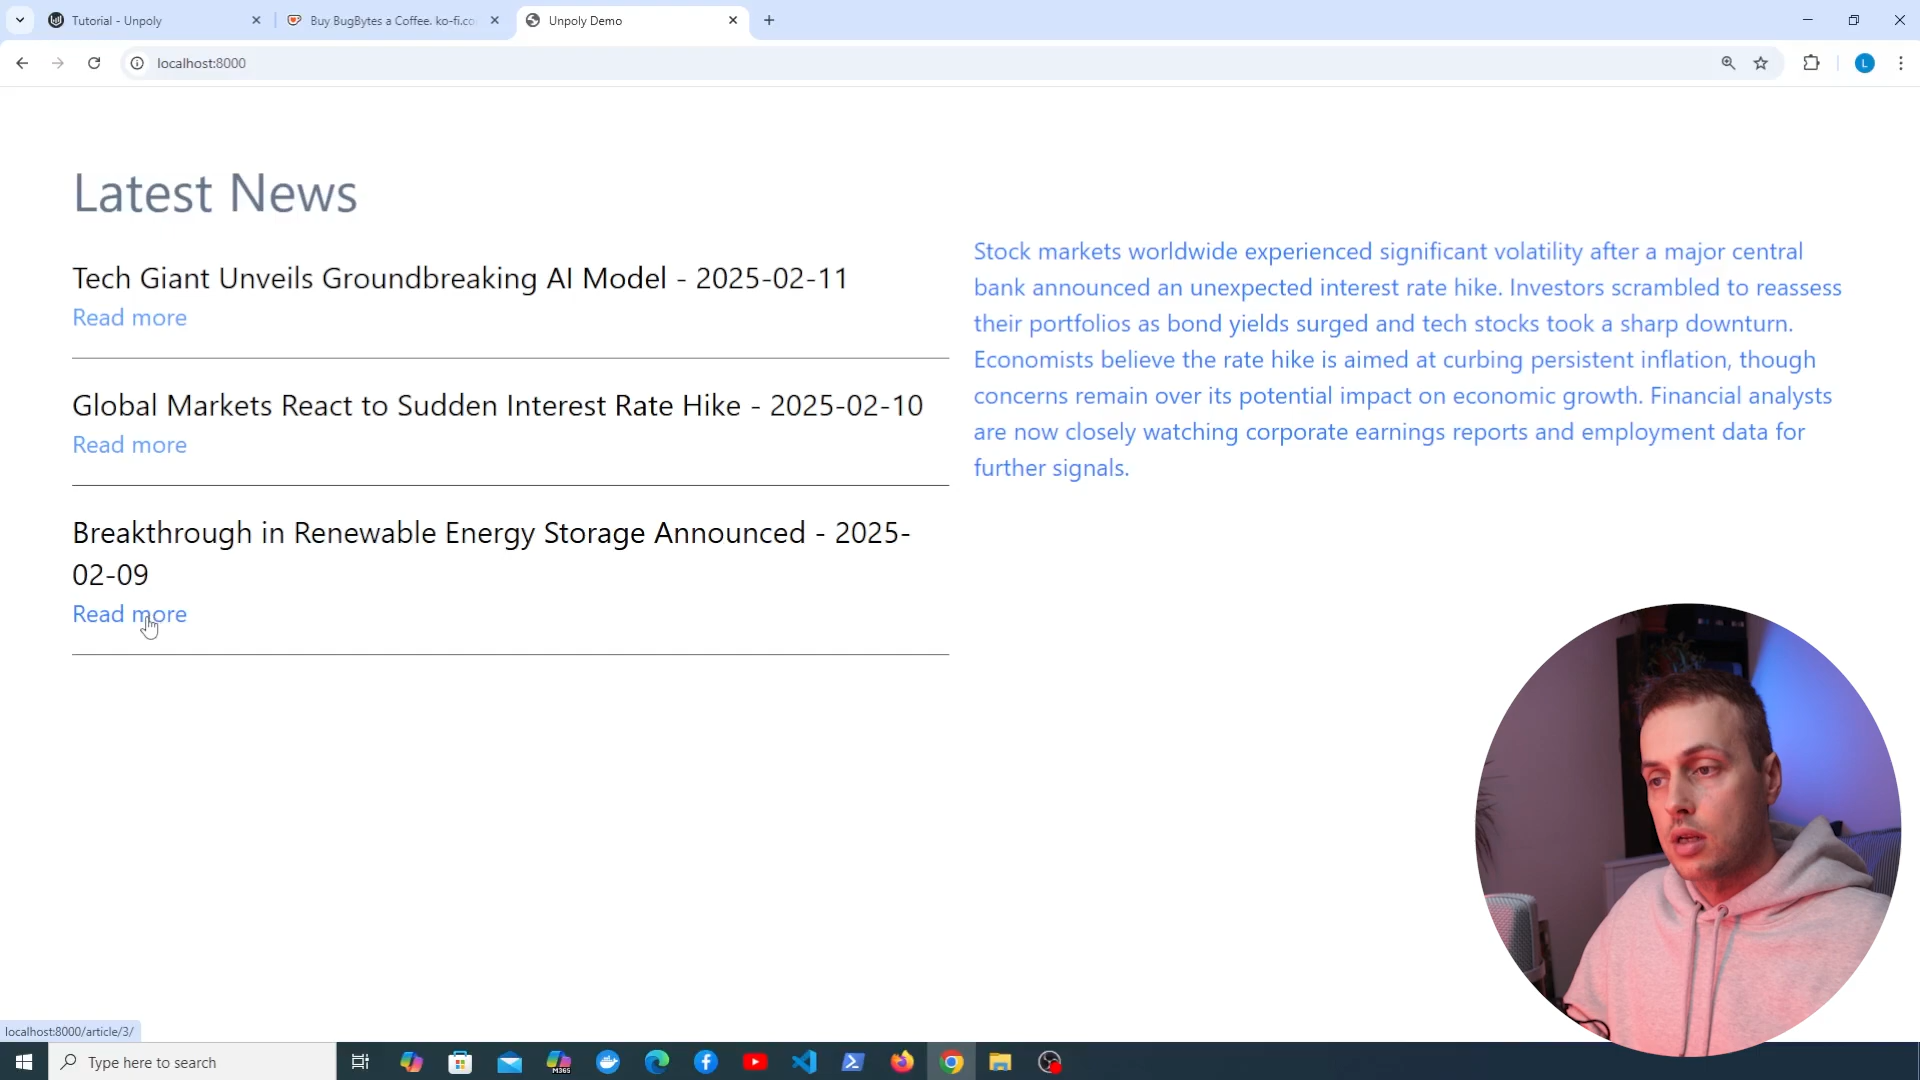 Tutorial - Unpoly
Buy BugBytes a Coffee. ko-fi.co
Unpoly Demo
localhost:8000
L
Latest News
Tech Giant Unveils Groundbreaking AI Model - 2025-02-11
Read more
Global Markets React to Sudden Interest Rate Hike - 2025-02-10
Read more
Breakthrough in Renewable Energy Storage Announced - 2025-
02-09
Read more
Stock markets worldwide experienced significant volatility after a major central
bank announced an unexpected interest rate hike. Investors scrambled to reassess
their portfolios as bond yields surged and tech stocks took a sharp downturn.
Economists believe the rate hike is aimed at curbing persistent inflation, though
concerns remain over its potential impact on economic growth. Financial analysts
are now closely watching corporate earnings reports and employment data for
further signals.
localhost:8000/article/3/
Type here to search
M365